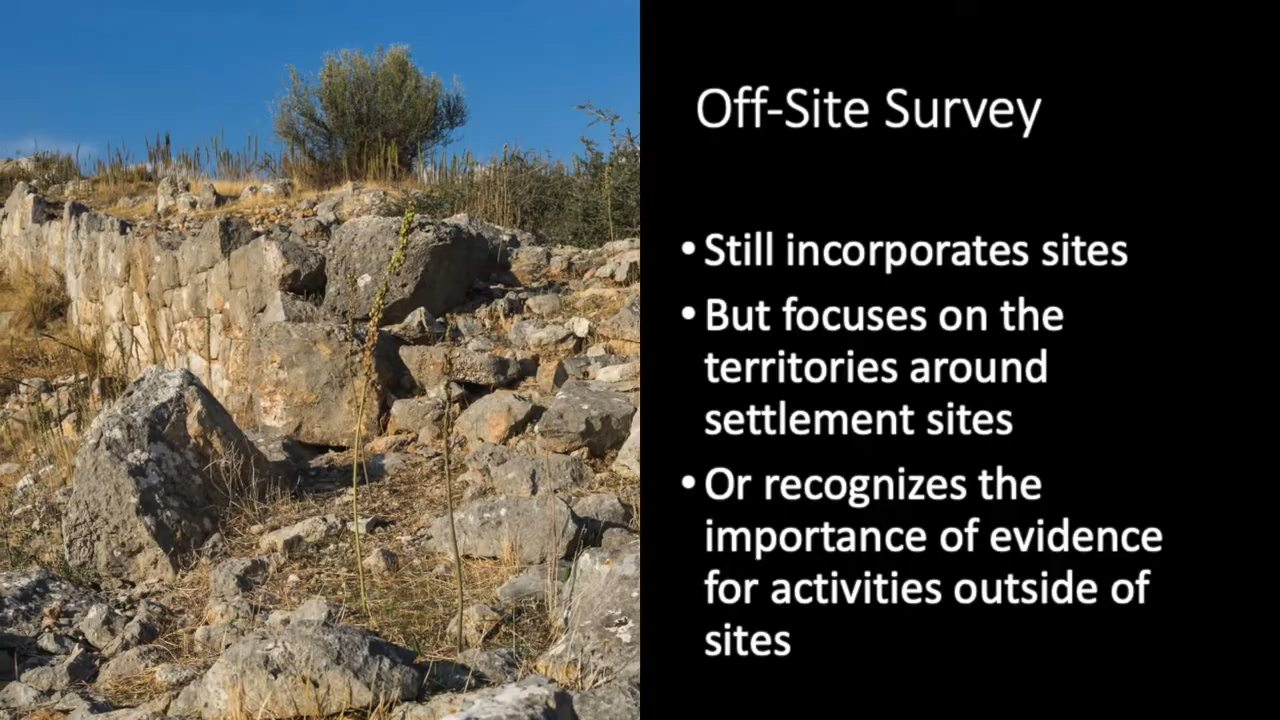 Off-Site Survey
• Still incorporates sites
• But focuses on the
territories around
settlement sites
• Or recognizes the
importance of evidence
for activities outside of
sites